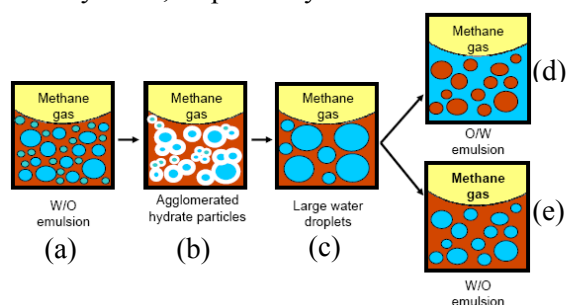 Methane
gas
W/O
emulsion
(a)
Methane
gas
Agglomerated
hydrate particles
(b)
Methane
gas
Large water
droplets
(c)
Methane
gas
O/W
emulsion
(d)
Methane
gas
W/O
emulsion
(e)